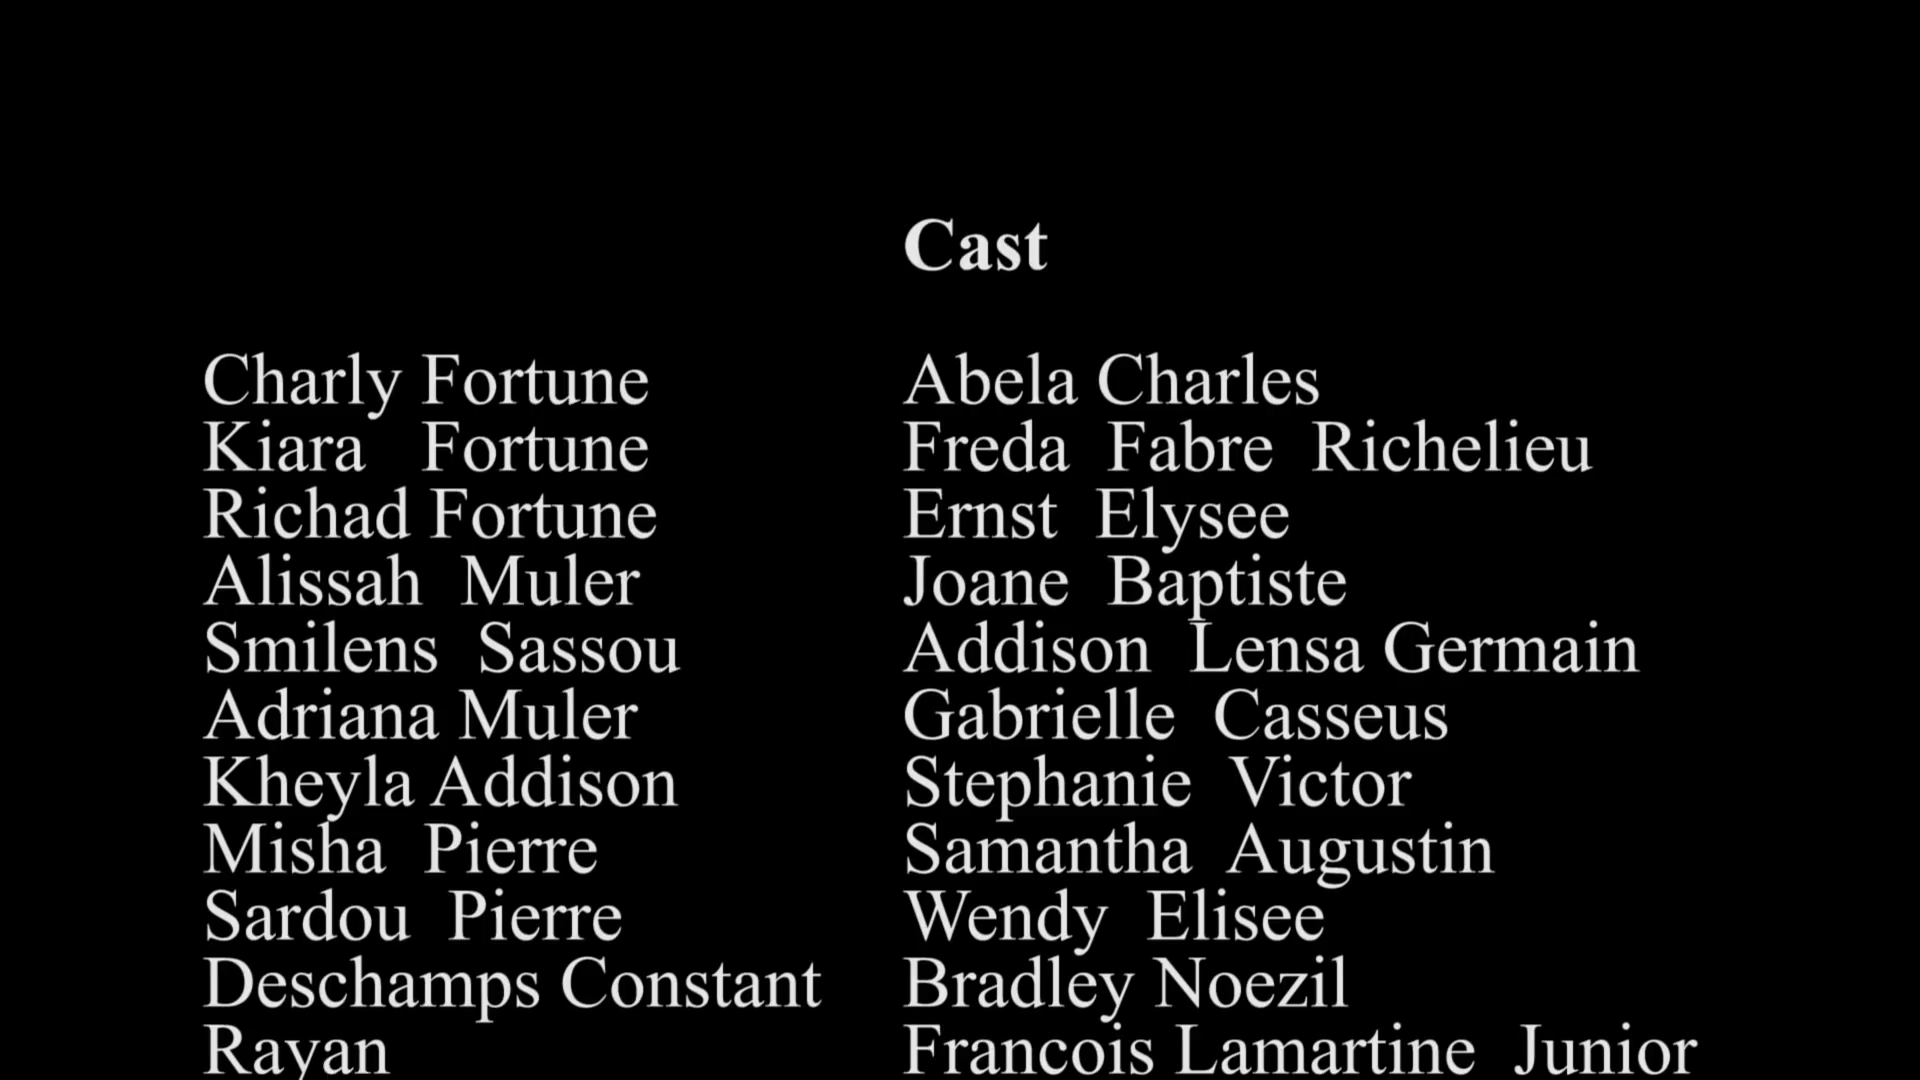 Cast
Charly Fortune Abela Charles
Kiara Fortune Freda Fabre Richelieu
Richad Fortune Ernst Elysee
Alissah Muler Joane Baptiste
Smilens Sassou Addison Lensa Germain
Adriana Muler Gabrielle Casseus
Kheyla Addison Stephanie Victor
Misha Pierre Samantha Augustin
Sardou Pierre Wendy Elisee
Deschamps Constant Bradley Noezil
Rayan Francois Lamartine Junior